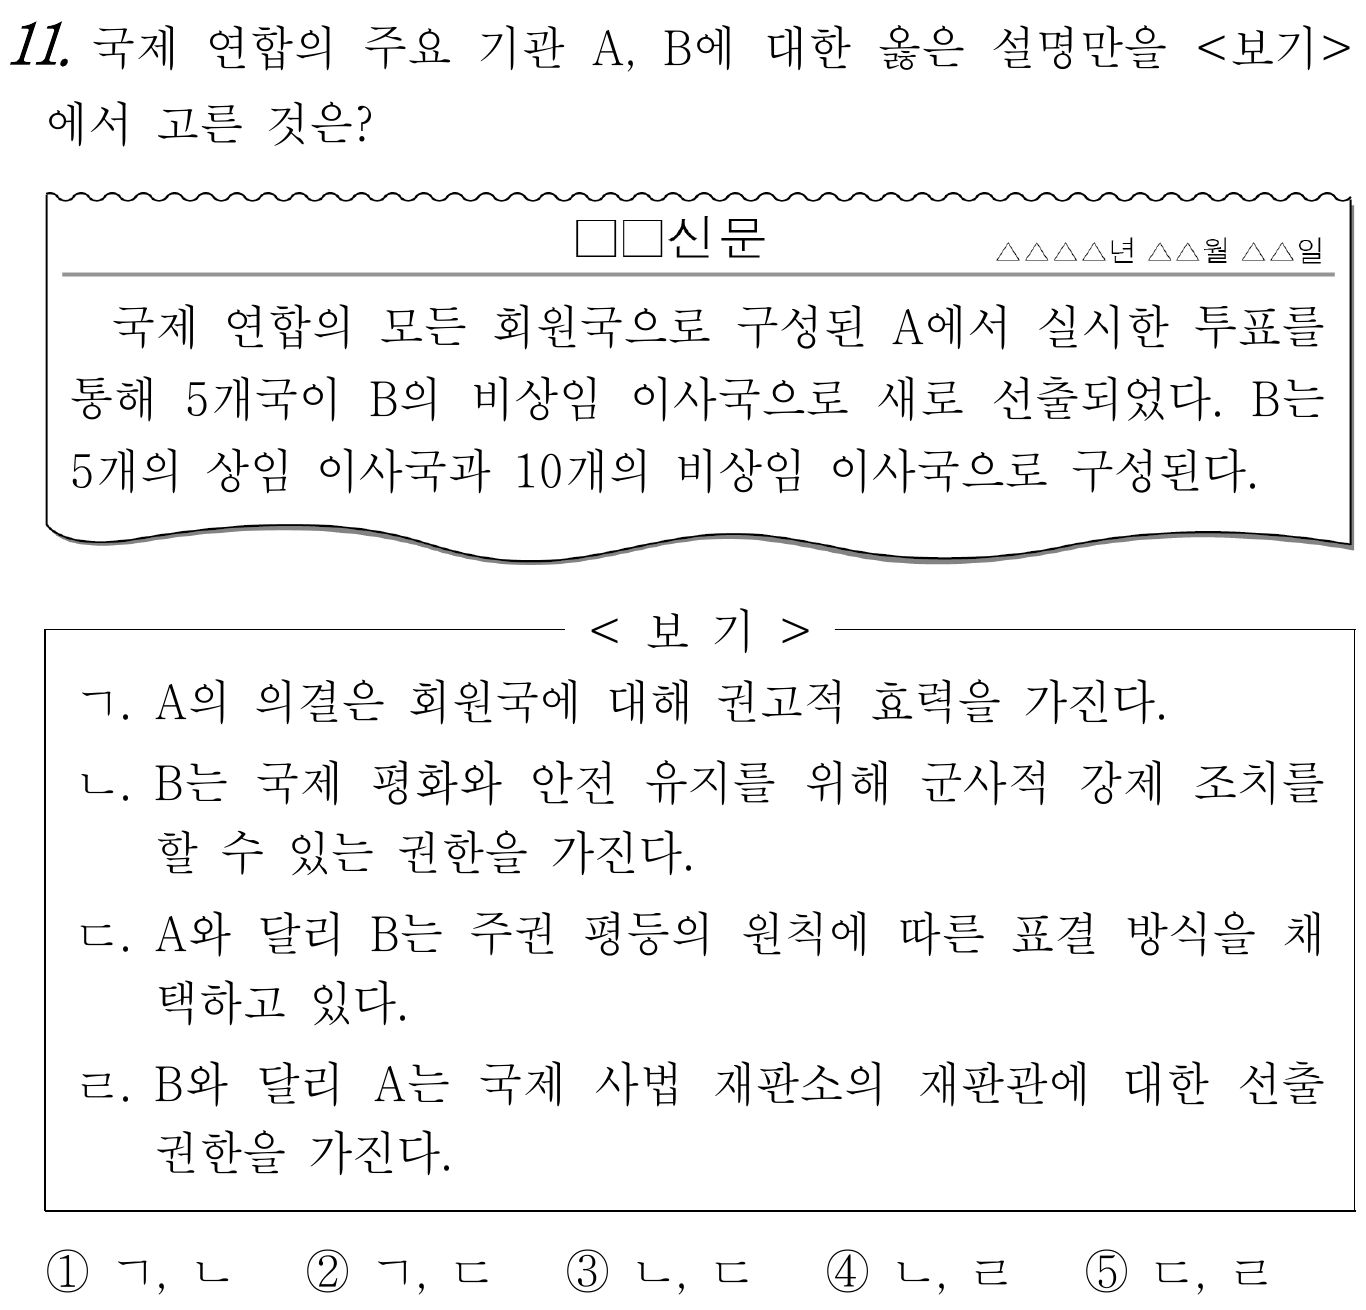 11. 국제 연합의 주요 기관 A, B에 대한 옳은 설명만을 <보기>
에서 고른 것은?
□□신문
△△△△년 △△월 △△일
국제 연합의 모든 회원국으로 구성된 A에서 실시한 투표를
통해 5개국이 B의 비상임 이사국으로 새로 선출되었다. B는
5개의 상임 이사국과 10개의 비상임 이사국으로 구성된다.
< 보 기 >
ㄱ. A의 의결은 회원국에 대해 권고적 효력을 가진다.
ㄴ. B는 국제 평화와 안전 유지를 위해 군사적 강제 조치를
할 수 있는 권한을 가진다.
ㄷ. A와 달리 B는 주권 평등의 원칙에 따른 표결 방식을 채
택하고 있다.
ㄹ. B와 달리 A는 국제 사법 재판소의 재판관에 대한 선출
권한을 가진다.
① ㄱ, ㄴ ② ㄱ, ㄷ ③ ㄴ, ㄷ ④ ㄴ, ㄹ ⑤ ㄷ, ㄹ